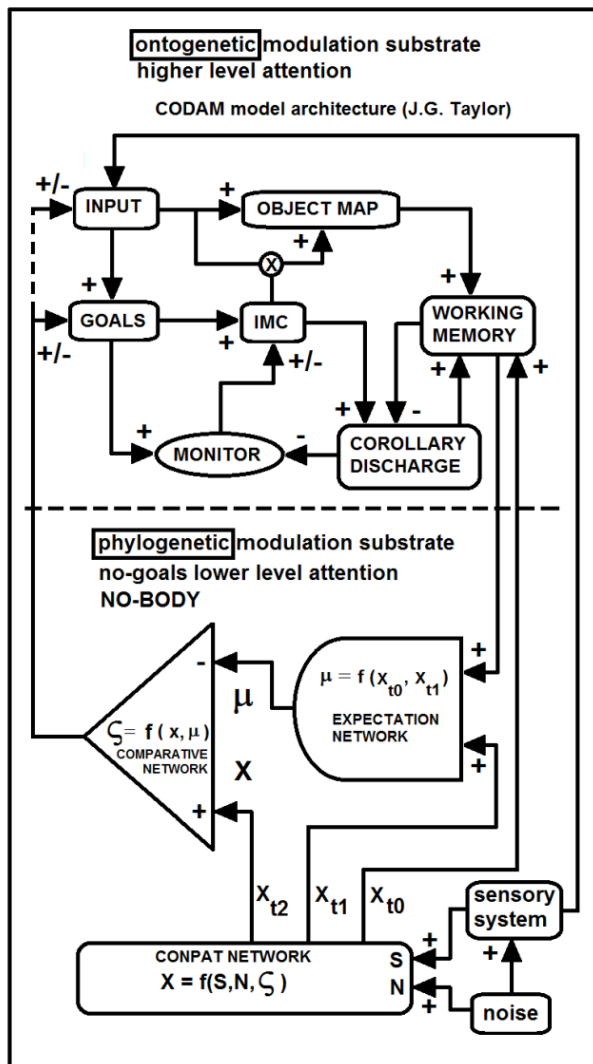 ontogenetic modulation substrate
higher level attention
CODAM model architecture (J.G. Taylor)
+/-
INPUT
+
OBJECT MAP
+
X
+
+
GOALS
+/-
+
IMC
+/-
WORKING
MEMORY
+
+
-
+
MONITOR
-
+
COROLLARY
DISCHARGE
phylogenetic modulation substrate
no-goals lower level attention
NO-BODY
-
μ
μ = f(xt0, xt1)
EXPECTATION
NETWORK
+
+
ζ = f(x, μ)
COMPARATIVE
NETWORK
X
+
Xt2
Xt1
Xt0
sensory
system
+
CONPAT NETWORK
X = f(S,N,ζ)
S
N
+
+
noise